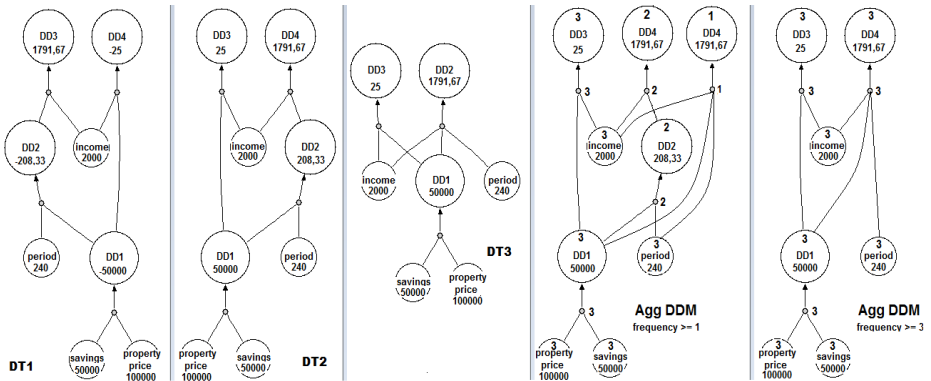 DD3
1791,67
DD4
-25
DD2
-208,33
income
2000
period
240
DD1
-50000
savings
50000
property
price
100000
DT1
DD3
25
DD4
1791,67
income
2000
DD2
208,33
DD1
50000
period
240
property
price
100000
savings
50000
DT2
DD3
25
DD2
1791,67
income
2000
DD1
50000
period
240
DT3
savings
50000
property
price
100000
3
DD3
25
2
DD4
1791,67
1
DD4
1791,67
3
2
1
3
income
2000
2
DD2
208,33
2
3
DD1
50000
3
period
240
3
3
property
price
100000
3
savings
50000
Agg DDM
frequency >= 1
3
DD3
25
3
DD4
1791,67
3
3
3
income
2000
3
DD1
50000
3
period
240
3
3
property
price
100000
3
savings
50000
Agg DDM
frequency >= 3